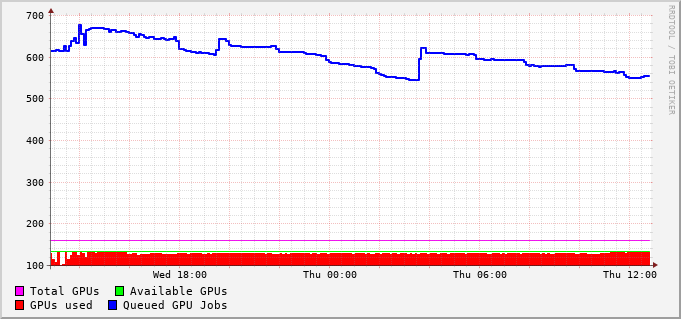 700
600
500
400
300
200
100
Wed 18:00 Thu 00:00 Thu 06:00 Thu 12:00
Total GPUs Available GPUs
GPUs used Queued GPU Jobs
RRDTOOL / TOBI OETIKER